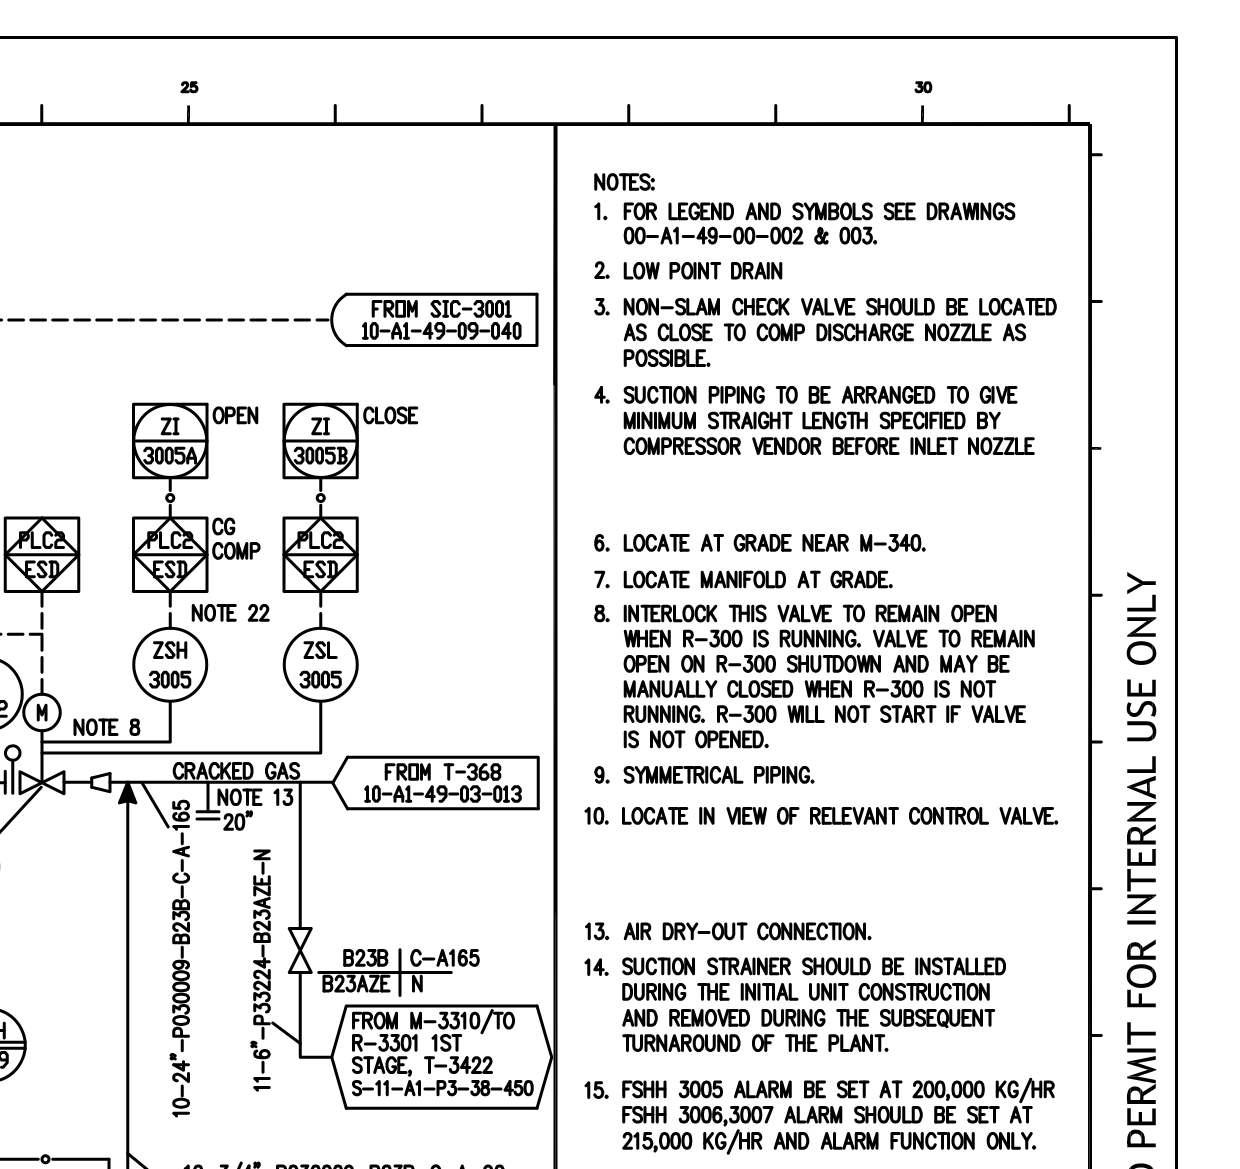 25
30
FROM SIC-3001
10-A1-49-09-040
ZI
3005A
OPEN
ZI
3005B
CLOSE
PLC2
ESD
PLC2
ESD
CG
COMP
PLC2
ESD
NOTE 22
ZSH
3005
ZSL
3005
M
NOTE 8
CRACKED GAS
FROM T-368
10-A1-49-03-013
NOTE 13
20"
10-24"-P030009-B23B-C-A-165
11-6"-P33224-B23AZE-N
B23B C-A165
B23AZE N
FROM M-3310/TO
R-3301 1ST
STAGE, T-3422
S-11-A1-P3-38-450
NOTES:
1. FOR LEGEND AND SYMBOLS SEE DRAWINGS
00-A1-49-00-002 & 003.
2. LOW POINT DRAIN
3. NON-SLAM CHECK VALVE SHOULD BE LOCATED
AS CLOSE TO COMP DISCHARGE NOZZLE AS
POSSIBLE.
4. SUCTION PIPING TO BE ARRANGED TO GIVE
MINIMUM STRAIGHT LENGTH SPECIFIED BY
COMPRESSOR VENDOR BEFORE INLET NOZZLE
6. LOCATE AT GRADE NEAR M-340.
7. LOCATE MANIFOLD AT GRADE.
8. INTERLOCK THIS VALVE TO REMAIN OPEN
WHEN R-300 IS RUNNING. VALVE TO REMAIN
OPEN ON R-300 SHUTDOWN AND MAY BE
MANUALLY CLOSED WHEN R-300 IS NOT
RUNNING. R-300 WILL NOT START IF VALVE
IS NOT OPENED.
9. SYMMETRICAL PIPING.
10. LOCATE IN VIEW OF RELEVANT CONTROL VALVE.
13. AIR DRY-OUT CONNECTION.
14. SUCTION STRAINER SHOULD BE INSTALLED
DURING THE INITIAL UNIT CONSTRUCTION
AND REMOVED DURING THE SUBSEQUENT
TURNAROUND OF THE PLANT.
15. FSHH 3005 ALARM BE SET AT 200,000 KG/HR
FSHH 3006,3007 ALARM SHOULD BE SET AT
215,000 KG/HR AND ALARM FUNCTION ONLY.
PERMIT FOR INTERNAL USE ONLY